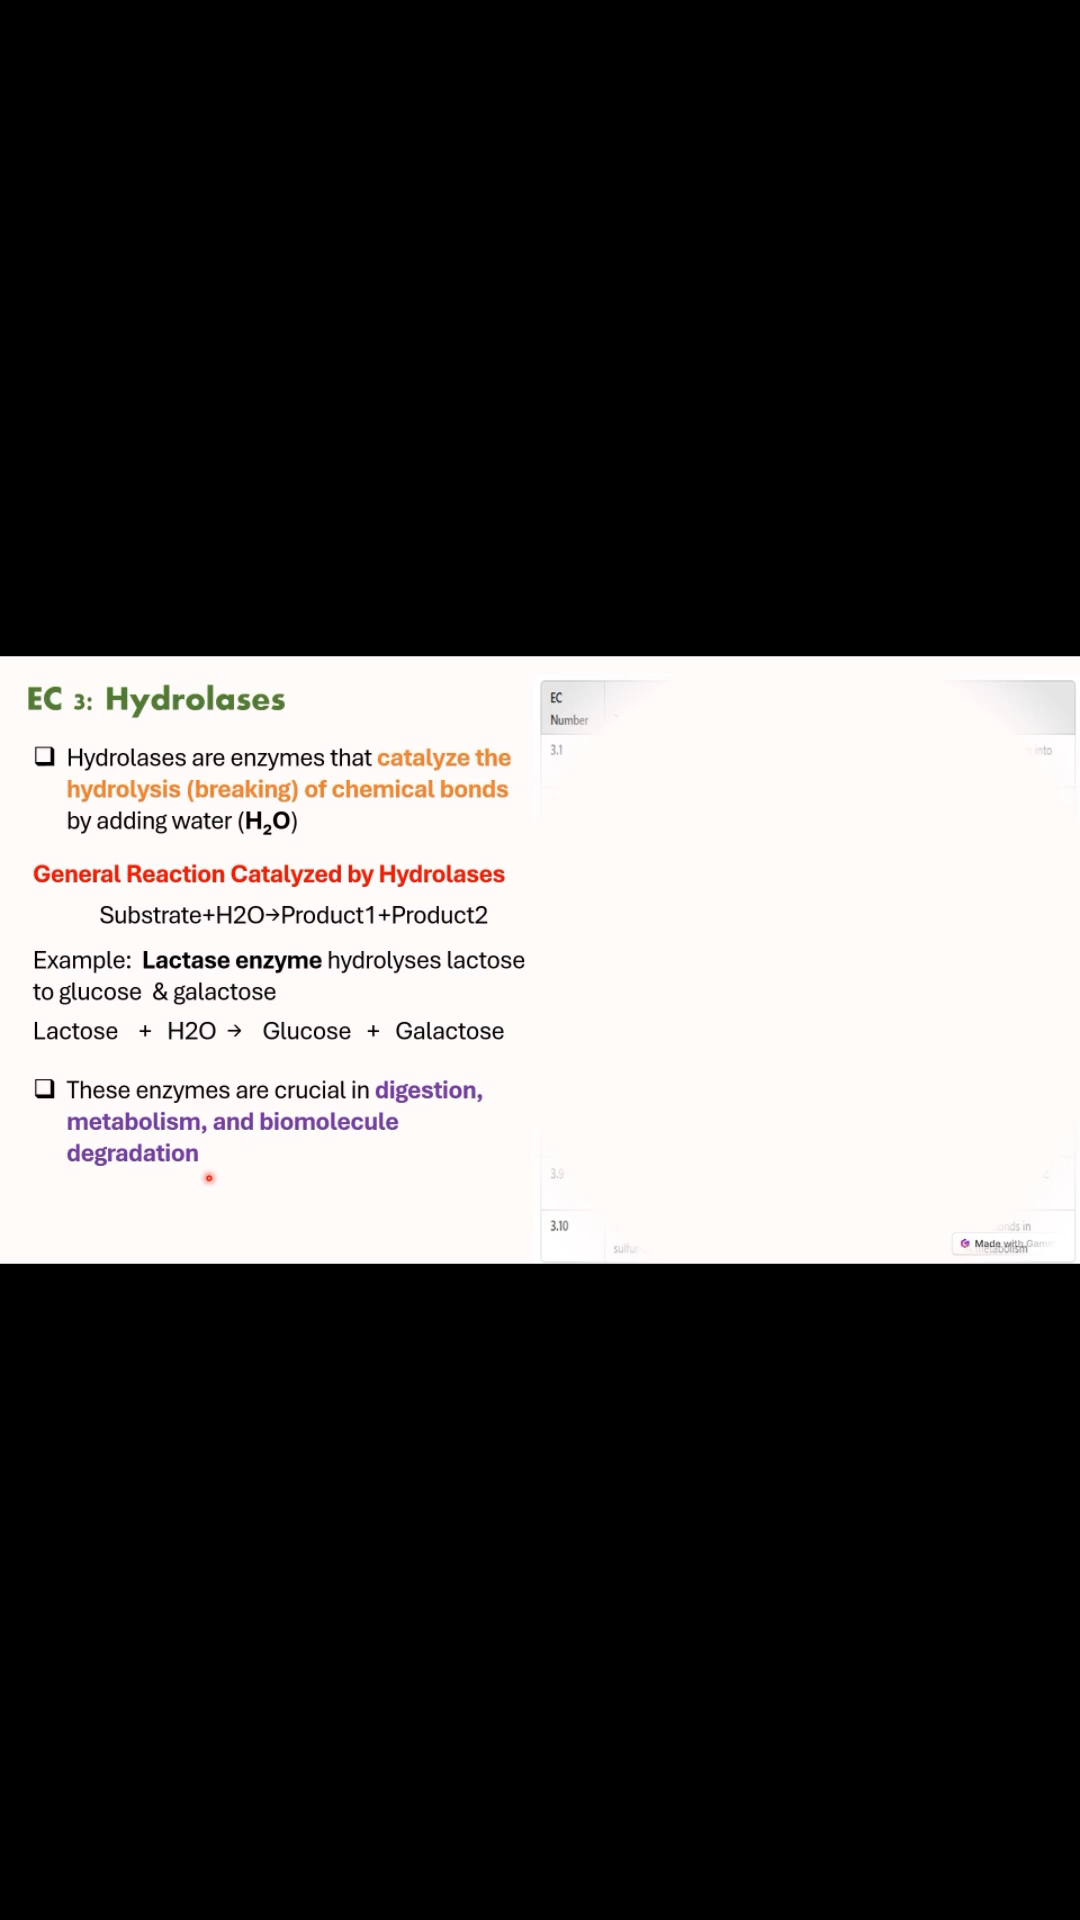 EC 3: Hydrolases
❑ Hydrolases are enzymes that catalyze the
hydrolysis (breaking) of chemical bonds
by adding water (H₂O)
General Reaction Catalyzed by Hydrolases
Substrate+H2O→Product1+Product2
Example: Lactase enzyme hydrolyses lactose
to glucose & galactose
Lactose + H2O → Glucose + Galactose
❑ These enzymes are crucial in digestion,
metabolism, and biomolecule
degradation
EC
Number
3.1 into
3.9
3.10 in
Made with
metabolism